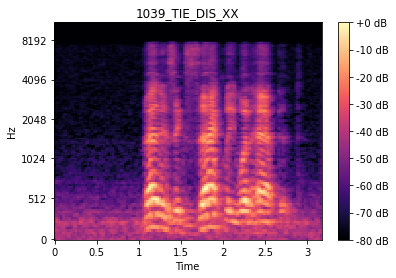 1039_TIE_DIS_XX
8192
4096
2048
1024
512
0
Hz
0
0.5
1
1.5
2
2.5
3
Time
+0 dB
-10 dB
-20 dB
-30 dB
-40 dB
-50 dB
-60 dB
-70 dB
-80 dB